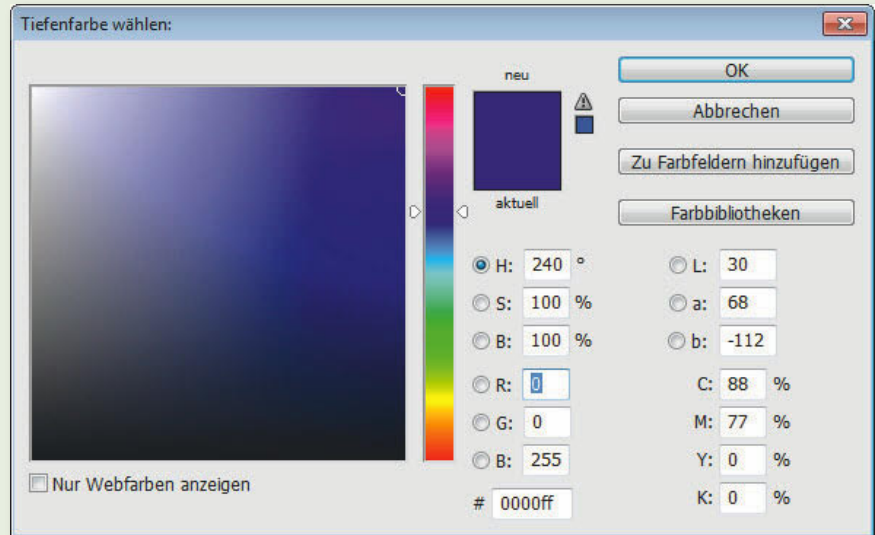 Tiefenfarbe wählen:
neu
aktuell
OK
Abbrechen
Zu Farbfeldern hinzufügen
Farbbibliotheken
H: 240 °
S: 100 %
B: 100 %
R: 0
G: 0
B: 255
# 0000ff
L: 30
a: 68
b: -112
C: 88 %
M: 77 %
Y: 0 %
K: 0 %
Nur Webfarben anzeigen